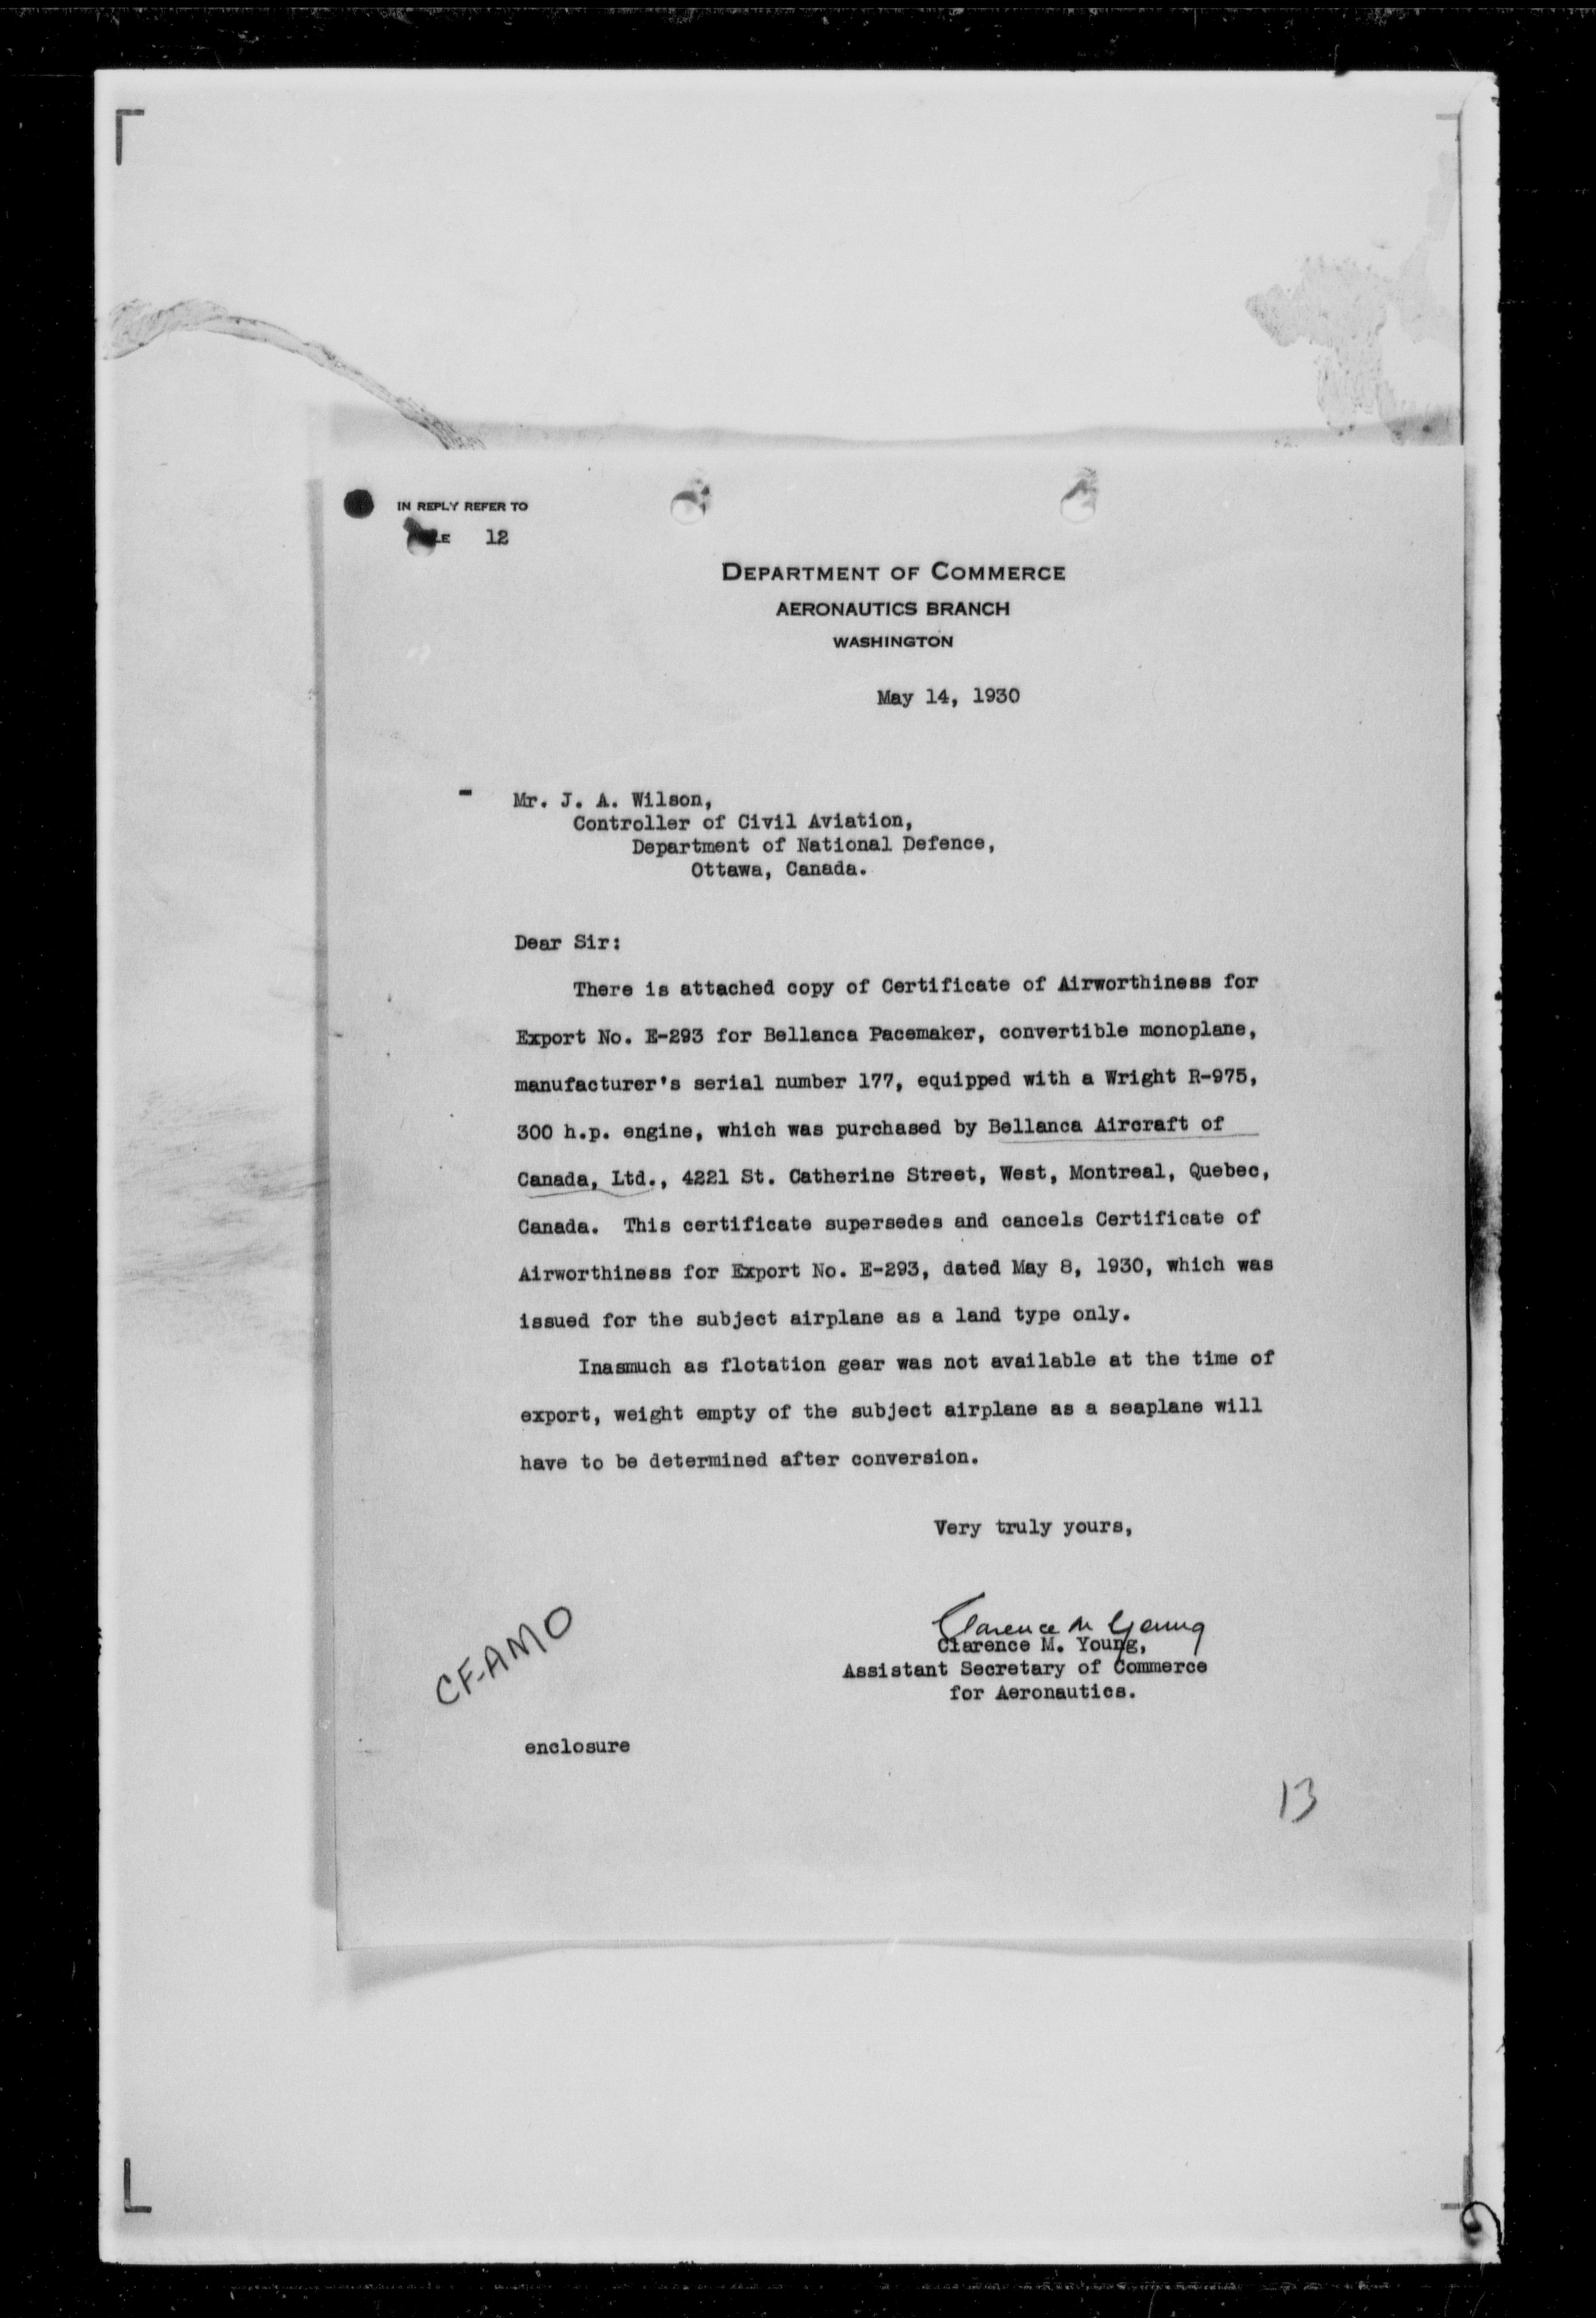 IN REPLY REFER TO
12
DEPARTMENT OF COMMERCE
AERONAUTICS BRANCH
WASHINGTON
May 14, 1930
Mr. J. A. Wilson,
Controller of Civil Aviation,
Department of National Defence,
Ottawa, Canada.
Dear Sir:
There is attached copy of Certificate of Airworthiness for
Export No. E-293 for Bellanca Pacemaker, convertible monoplane,
manufacturer's serial number 177, equipped with a Wright R-975,
300 h.p. engine, which was purchased by Bellanca Aircraft of
Canada, Ltd., 4221 St. Catherine Street, West, Montreal, Quebec,
Canada. This certificate supersedes and cancels Certificate of
Airworthiness for Export No. E-293, dated May 8, 1930, which was
issued for the subject airplane as a land type only.
Inasmuch as flotation gear was not available at the time of
export, weight empty of the subject airplane as a seaplane will
have to be determined after conversion.
Very truly yours,
Clarence M Young
Clarence M. Young,
Assistant Secretary of Commerce
for Aeronautics.
CF-AMO
enclosure
13